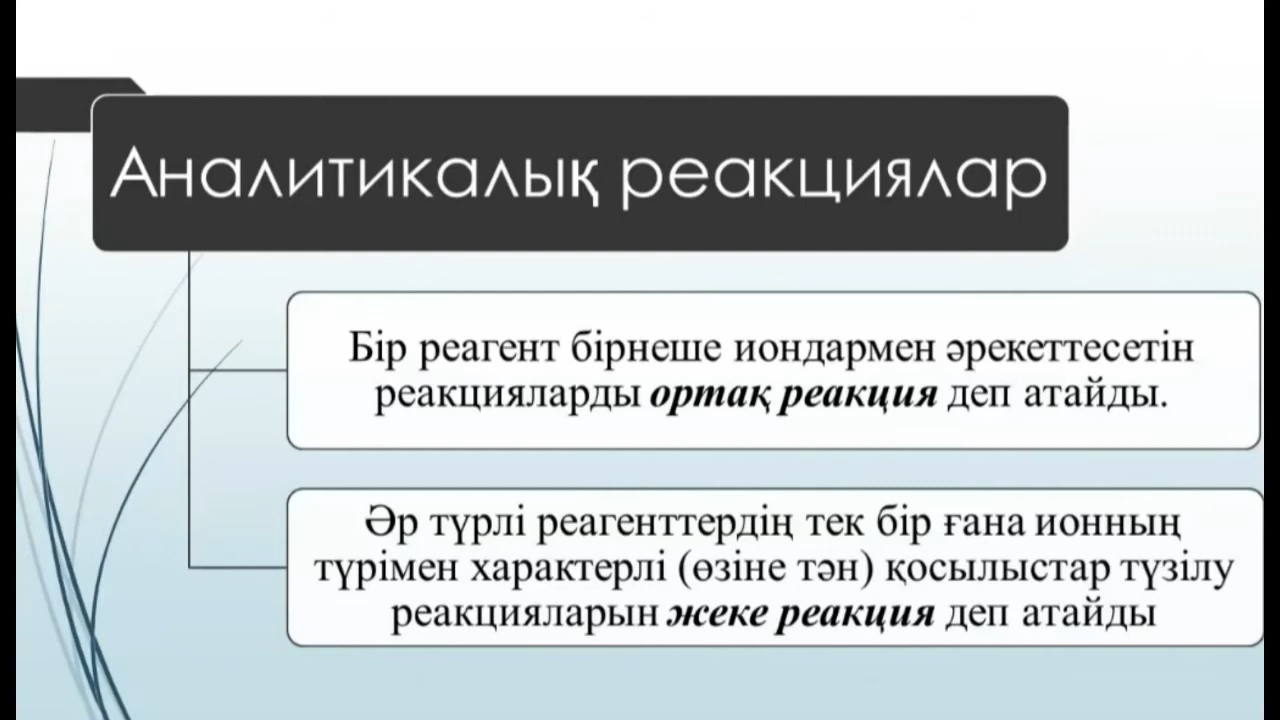 Аналитикалық реакциялар
Бір реагент бірнеше иондармен әрекеттесетін
реакцияларды ортақ реакция деп атайды.
Әр түрлі реагенттердің тек бір ғана ионның
түрімен характерлі (өзіне тән) қосылыстар түзілу
реакцияларын жеке реакция деп атайды